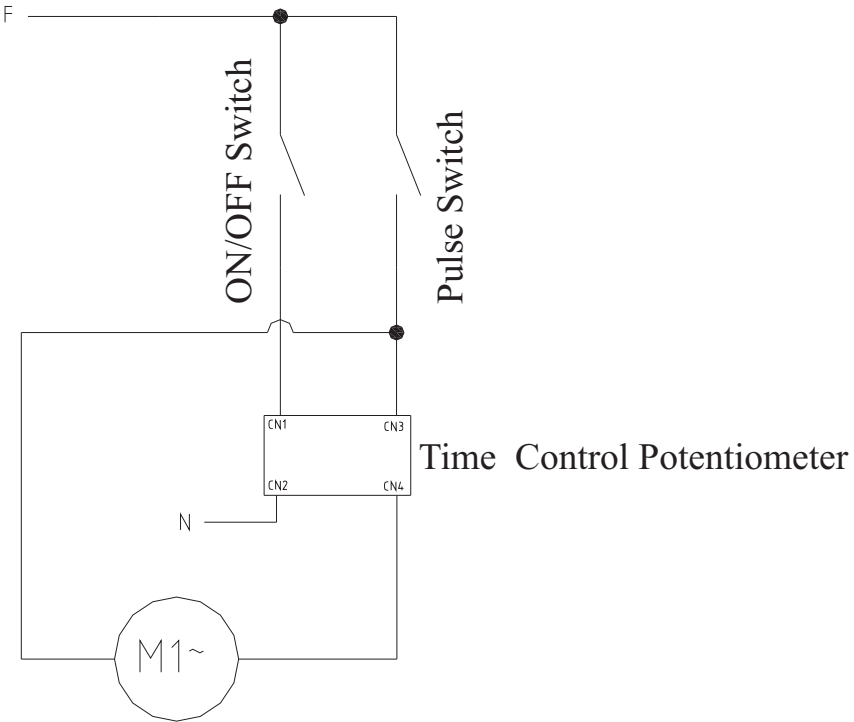 F
ON/OFF Switch
Pulse Switch
CN1
CN3
Time Control Potentiometer
CN2
CN4
N
M1~